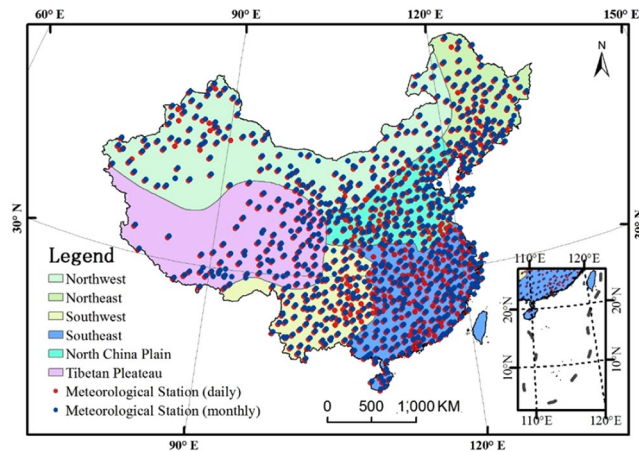 60° E
90° E
120° E
150° E
N
30° N
Legend
Northwest
Northeast
Southwest
Southeast
North China Plain
Tibetan Pleateau
Meteorological Station (daily)
Meteorological Station (monthly)
0 500 1,000 KM
110°E 120°E
20°N 20°N
10°N 10°N
110°E 120°E
90° E
120° E